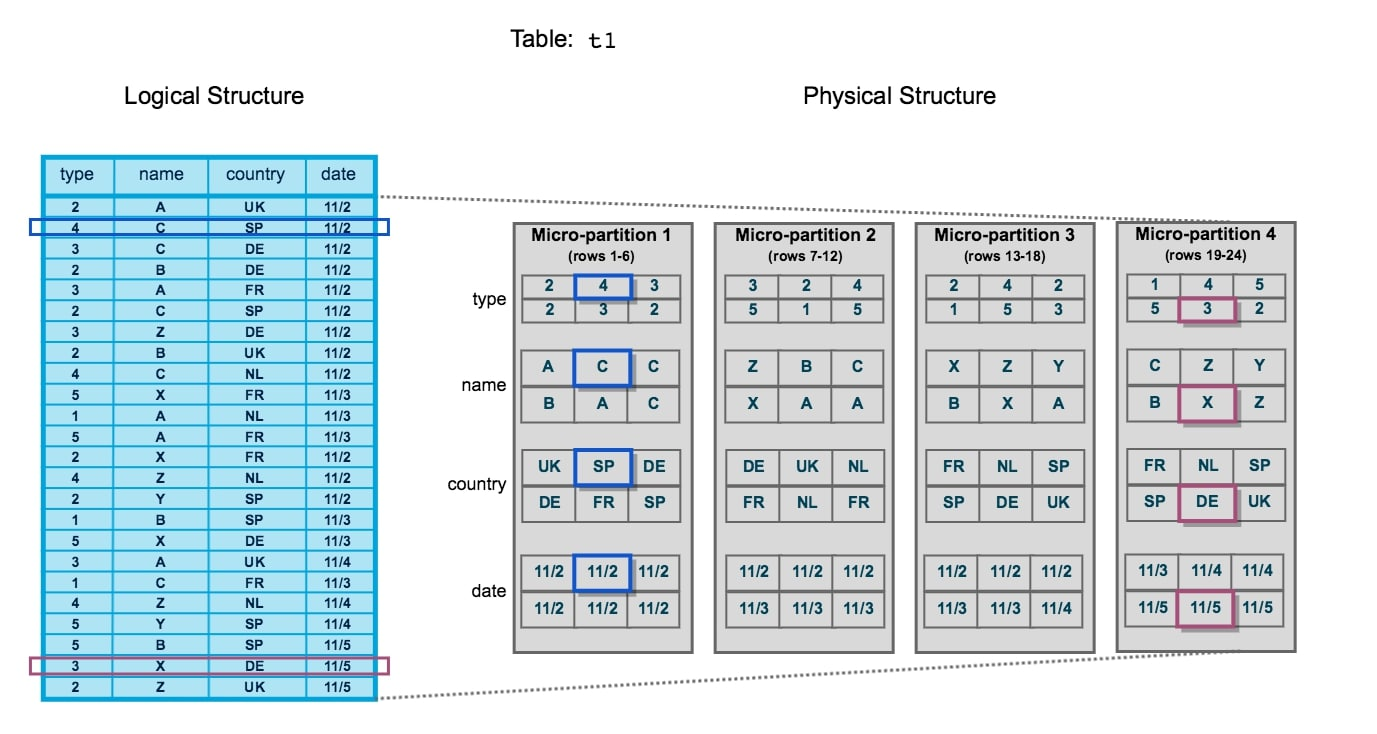 Table: t1
Logical Structure
Physical Structure
type name country date
2 A UK 11/2
4 C SP 11/2
3 C DE 11/2
2 B DE 11/2
3 A FR 11/2
2 C SP 11/2
3 Z DE 11/2
2 B UK 11/2
4 C NL 11/2
5 X FR 11/3
1 A NL 11/3
5 A FR 11/3
2 X FR 11/2
4 Z NL 11/2
2 Y SP 11/2
1 B SP 11/3
5 X DE 11/3
3 A UK 11/4
1 C FR 11/3
4 Z NL 11/4
5 Y SP 11/4
5 B SP 11/5
3 X DE 11/5
2 Z UK 11/5
type
name
country
date
Micro-partition 1
(rows 1-6)
2 4 3
2 3 2
A C C
B A C
UK SP DE
DE FR SP
11/2 11/2 11/2
11/2 11/2 11/2
Micro-partition 2
(rows 7-12)
3 2 4
5 1 5
Z B C
X A A
DE UK NL
FR NL FR
11/2 11/2 11/2
11/3 11/3 11/3
Micro-partition 3
(rows 13-18)
2 4 2
1 5 3
X Z Y
B X A
FR NL SP
SP DE UK
11/2 11/2 11/2
11/3 11/3 11/4
Micro-partition 4
(rows 19-24)
1 4 5
5 3 2
C Z Y
B X Z
FR NL SP
SP DE UK
11/3 11/4 11/4
11/5 11/5 11/5